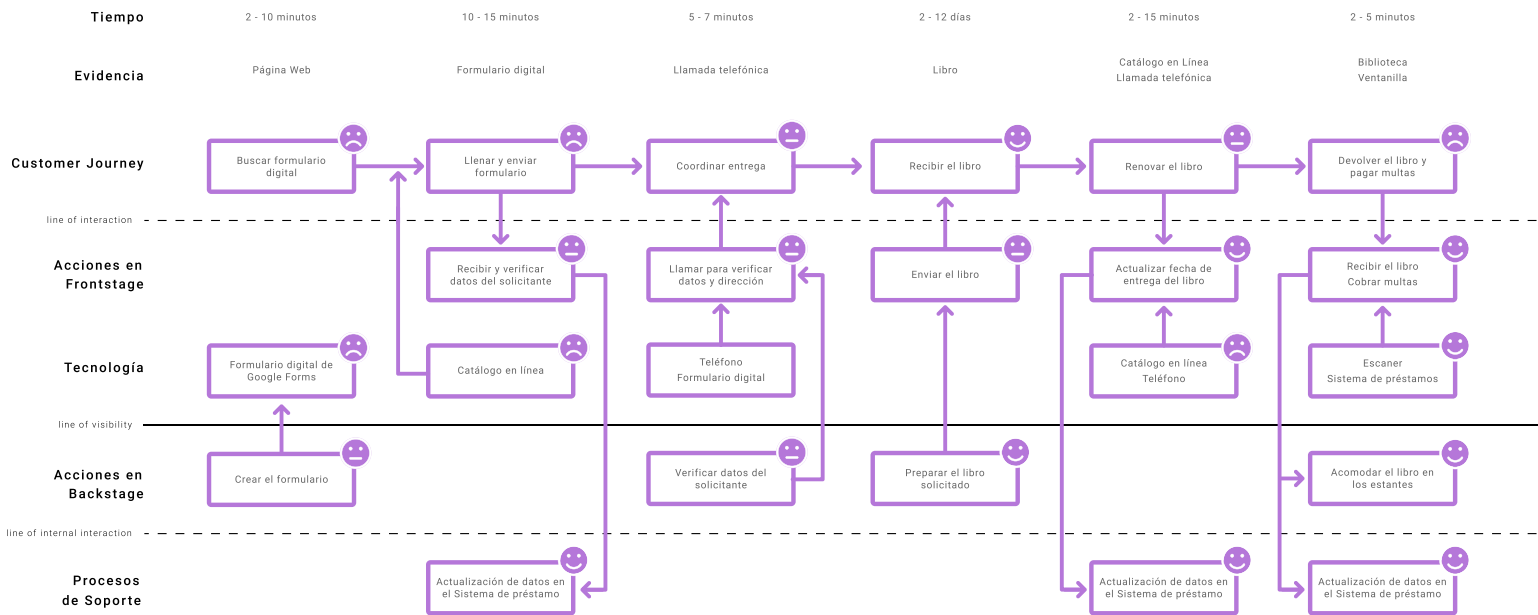 Tiempo
2 - 10 minutos
10 - 15 minutos
5 - 7 minutos
2 - 12 días
2 - 15 minutos
2 - 5 minutos
Evidencia
Página Web
Formulario digital
Llamada telefónica
Libro
Catálogo en Línea
Llamada telefónica
Biblioteca
Ventanilla
Customer Journey
Buscar formulario
digital
Llenar y enviar
formulario
Coordinar entrega
Recibir el libro
Renovar el libro
Devolver el libro y
pagar multas
line of interaction
Acciones en
Frontstage
Recibir y verificar
datos del solicitante
Llamar para verificar
datos y dirección
Enviar el libro
Actualizar fecha de
entrega del libro
Recibir el libro
Cobrar multas
Tecnología
Formulario digital de
Google Forms
Catálogo en línea
Teléfono
Formulario digital
Catálogo en línea
Teléfono
Escaner
Sistema de préstamos
line of visibility
Acciones en
Backstage
Crear el formulario
Verificar datos del
solicitante
Preparar el libro
solicitado
Acomodar el libro en
los estantes
line of internal interaction
Procesos
de Soporte
Actualización de datos en
el Sistema de préstamo
Actualización de datos en
el Sistema de préstamo
Actualización de datos en
el Sistema de préstamo